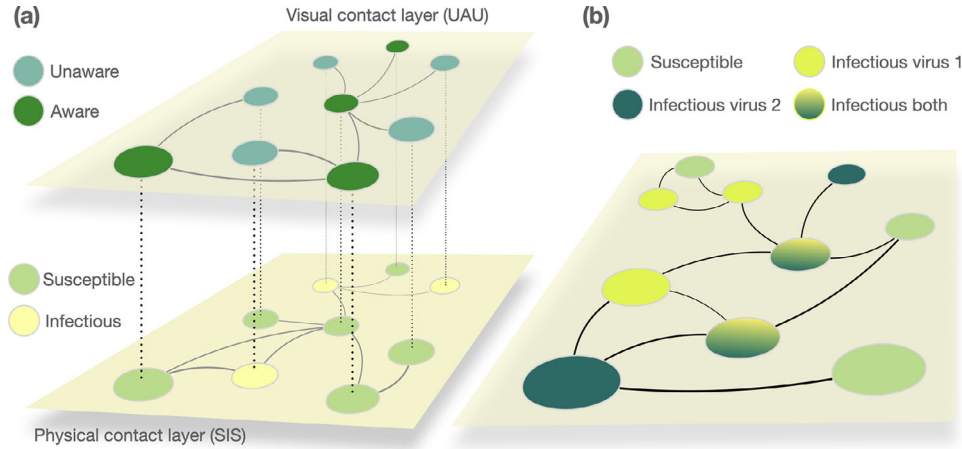 (a)
Visual contact layer (UAU)
Unaware
Aware
Susceptible
Infectious
Physical contact layer (SIS)
(b)
Susceptible
Infectious virus 1
Infectious virus 2
Infectious both